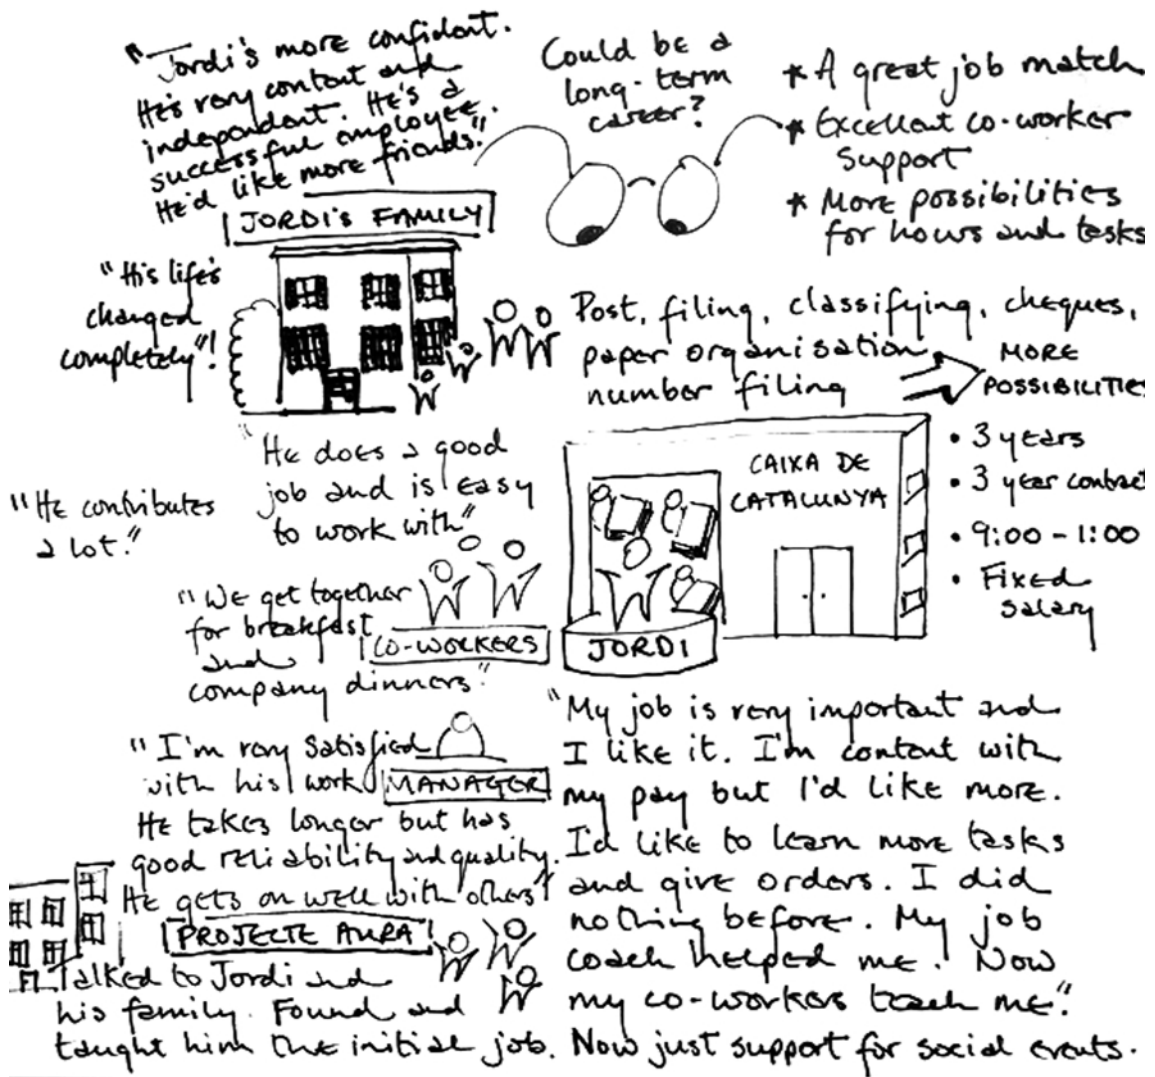 "Jordi's more confident.
He's very content and
independent. He's a
successful employee.
He'd like more friends."
JORDI'S FAMILY
"His life's
changed
completely"!
Could be a
long-term
career?
* A great job match
* Excellent co-worker
support
* More possibilities
for hours and tasks
Post, filing, classifying, cheques,
paper organisation
number filing
MORE
POSSIBILITIES
CAIXA DE
CATALUNYA
• 3 years
• 3 year contract
• 9:00 - 1:00
• Fixed
salary
"He does a good
job and is easy
to work with"
"He contributes
a lot."
"We get together
for breakfast
and
company dinners"
CO-WORKERS
JORDI
"I'm very satisfied
with his work
MANAGER
He takes longer but has
good reliability and quality.
He gets on well with others"
PROJECTE AURA
Talked to Jordi and
his family. Found and
taught him the initial job. Now just support for social events.
"My job is very important and
I like it. I'm content with
my pay but I'd like more.
I'd like to learn more tasks
and give orders. I did
nothing before. My job
coach helped me. Now
my co-workers teach me."